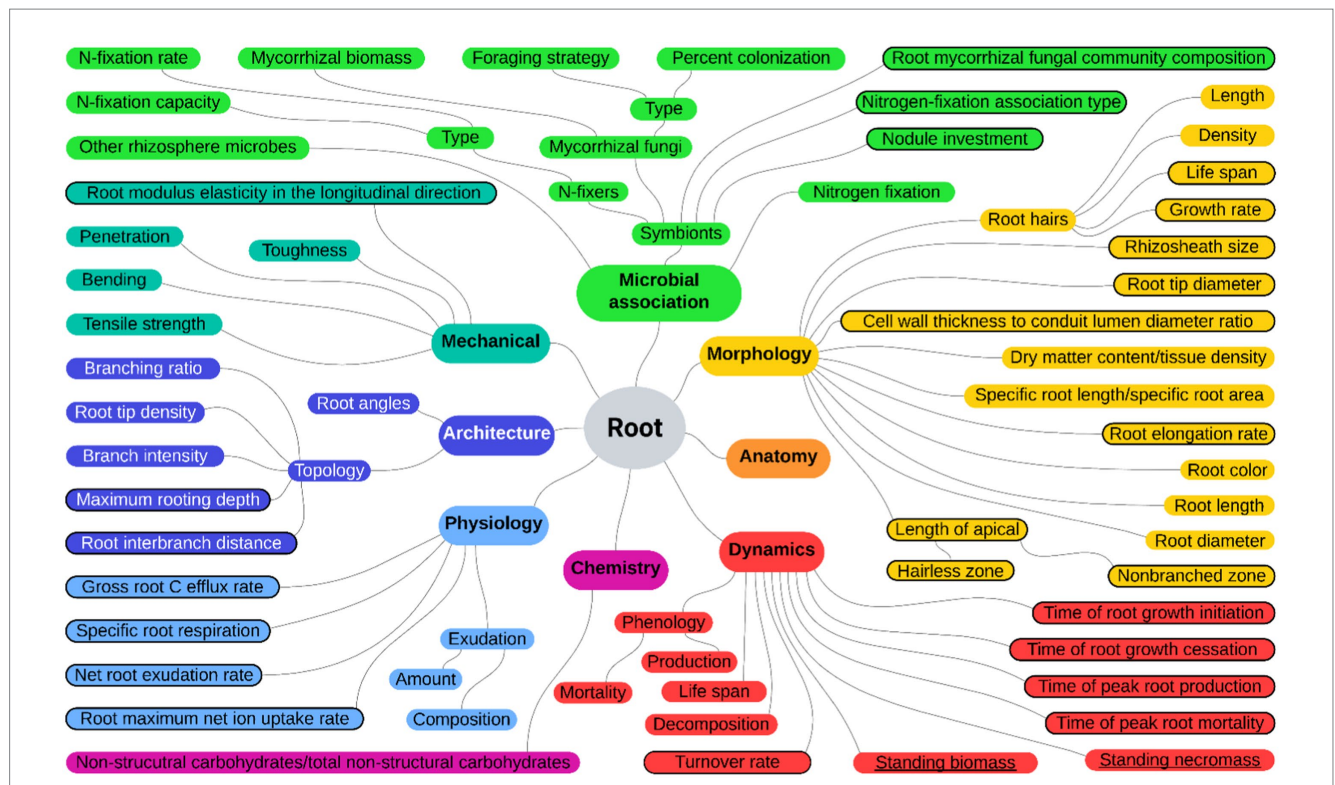 N-fixation rate
Mycorrhizal biomass
Foraging strategy
Percent colonization
Root mycorrhizal fungal community composition
N-fixation capacity
Type
Nitrogen-fixation association type
Length
Type
Density
Other rhizosphere microbes
Mycorrhizal fungi
Nodule investment
Life span
Root modulus elasticity in the longitudinal direction
N-fixers
Nitrogen fixation
Growth rate
Root hairs
Penetration
Toughness
Symbionts
Rhizosheath size
Bending
Microbial
association
Root tip diameter
Tensile strength
Cell wall thickness to conduit lumen diameter ratio
Mechanical
Morphology
Dry matter content/tissue density
Branching ratio
Specific root length/specific root area
Root angles
Root tip density
Architecture
Root
Root elongation rate
Branch intensity
Topology
Anatomy
Root color
Maximum rooting depth
Root length
Physiology
Length of apical
Root interbranch distance
Dynamics
Root diameter
Chemistry
Hairless zone
Nonbranched zone
Gross root C efflux rate
Time of root growth initiation
Phenology
Specific root respiration
Exudation
Time of root growth cessation
Production
Net root exudation rate
Amount
Mortality
Life span
Time of peak root production
Root maximum net ion uptake rate
Composition
Decomposition
Time of peak root mortality
Non-strucutral carbohydrates/total non-structural carbohydrates
Turnover rate
Standing biomass
Standing necromass